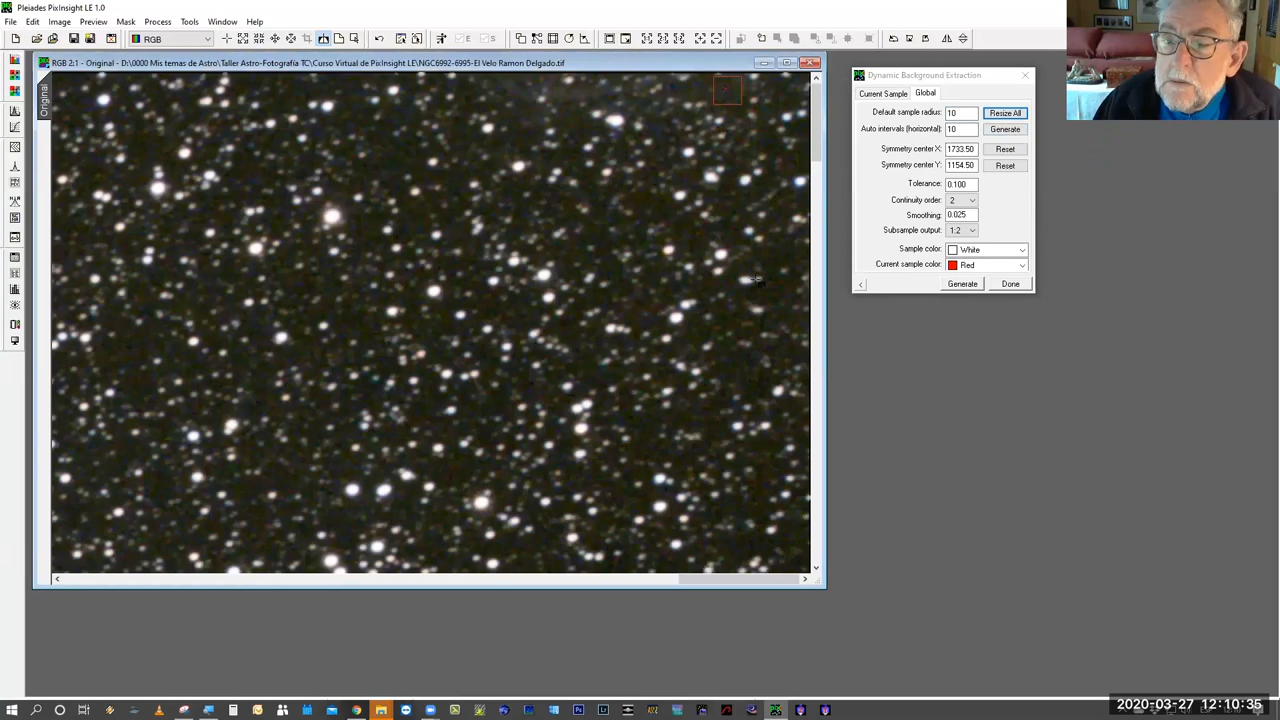 Pleiades PixInsight LE 1.0
File Edit Image Preview Mask Process Tools Window Help
RGB
E S
RGB 2:1 - Original - D:\0000 Mis temas de Astro\Taller Astro-Fotografía TC\Curso Virtual de PixInsight LE\NGC6992-6995-El Velo Ramon Delgado.tif
Original
Dynamic Background Extraction
Current Sample Global
Default sample radius: 10 Resize All
Auto intervals (horizontal): 10 Generate
Symmetry center X: 1733.50 Reset
Symmetry center Y: 1154.50 Reset
Tolerance: 0.100
Continuity order: 2
Smoothing: 0.025
Subsample output: 1:2
Sample color: White
Current sample color: Red
Generate Done
2020-03-27 12:10:35